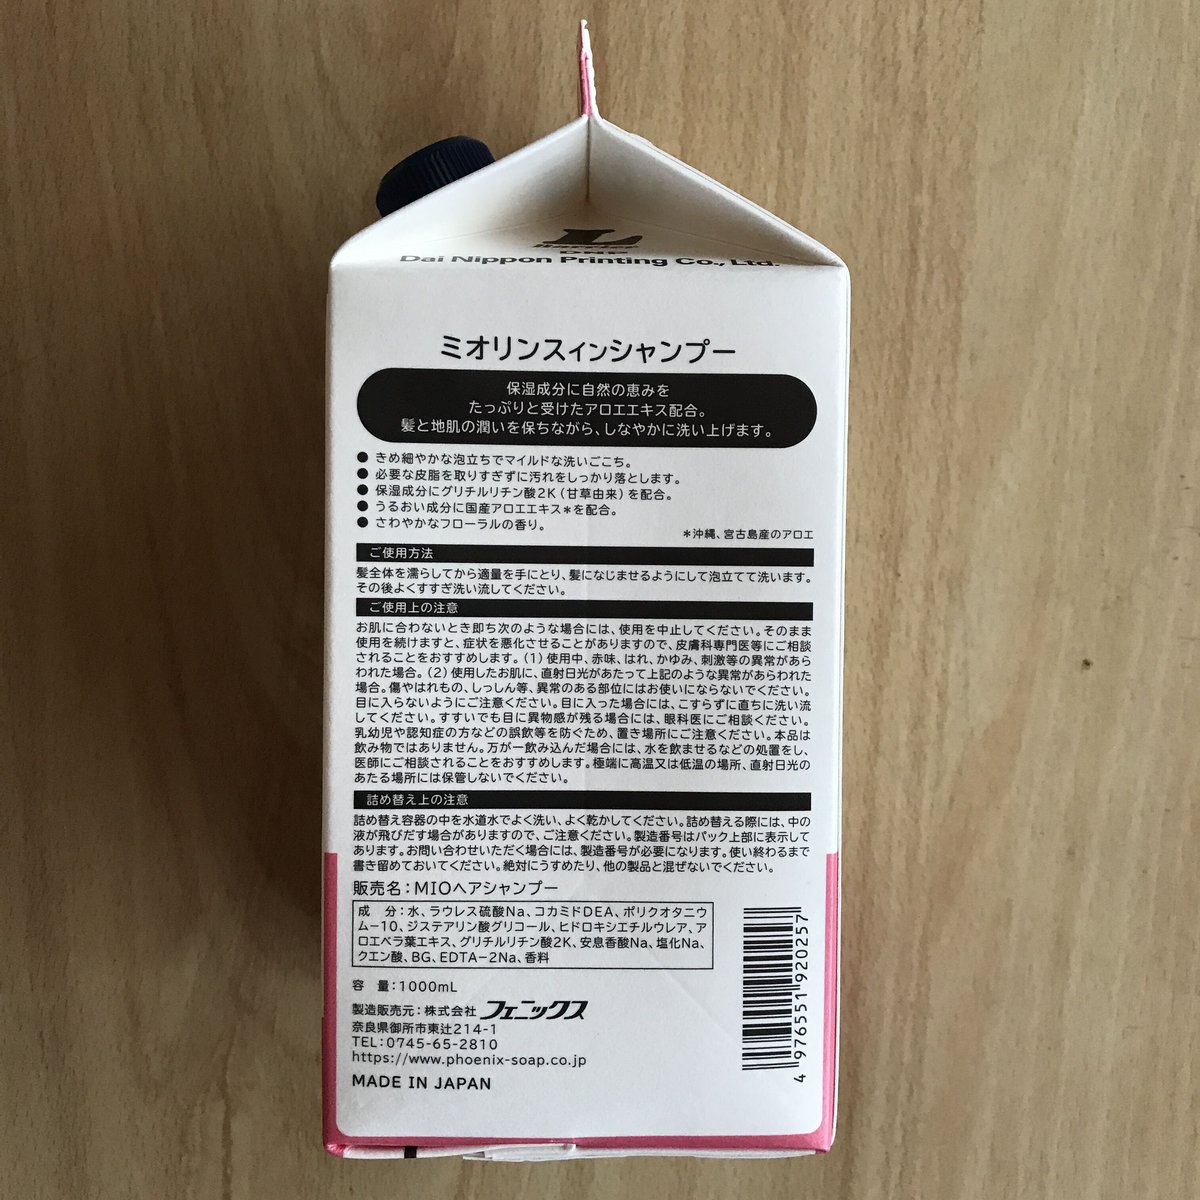 L
Barrier
DNP
Dai Nippon Printing Co., Ltd.
ミオリンスインシャンプー
保湿成分に自然の恵みを
たっぷりと受けたアロエエキス配合。
髪と地肌の潤いを保ちながら、しなやかに洗い上げます。
● きめ細やかな泡立ちでマイルドな洗いごこち。
● 必要な皮脂を取りすぎずに汚れをしっかり落とします。
● 保湿成分にグリチルリチン酸2K（甘草由来）を配合。
● うるおい成分に国産アロエエキス＊を配合。
● さわやかなフローラルの香り。
＊沖縄、宮古島産のアロエ
ご使用方法
髪全体を濡らしてから適量を手にとり、髪になじませるようにして泡立てて洗います。
その後よくすすぎ洗い流してください。
ご使用上の注意
お肌に合わないとき即ち次のような場合には、使用を中止してください。そのまま
使用を続けますと、症状を悪化させることがありますので、皮膚科専門医等にご相談
されることをおすすめします。（1）使用中、赤味、はれ、かゆみ、刺激等の異常があら
われた場合。（2）使用したお肌に、直射日光があたって上記のような異常があらわれた
場合。傷やはれもの、しっしん等、異常のある部位にはお使いにならないでください。
目に入らないようにご注意ください。目に入った場合には、こすらずに直ちに洗い流
してください。すすいでも目に異物感が残る場合には、眼科医にご相談ください。
乳幼児や認知症の方などの誤飲等を防ぐため、置き場所にご注意ください。本品は
飲み物ではありません。万が一飲み込んだ場合には、水を飲ませるなどの処置をし、
医師にご相談されることをおすすめします。極端に高温又は低温の場所、直射日光の
あたる場所には保管しないでください。
詰め替え上の注意
詰め替え容器の中を水道水でよく洗い、よく乾かしてください。詰め替える際には、中の
液が飛びだす場合がありますので、ご注意ください。製造番号はパック上部に表示して
あります。お問い合わせいただく場合には、製造番号が必要になります。使い終わるまで
書き留めておいてください。絶対にうすめたり、他の製品と混ぜないでください。
販売名：MIOヘアシャンプー
成　分：水、ラウレス硫酸Na、コカミドDEA、ポリクオタニウ
ム－10、ジステアリン酸グリコール、ヒドロキシエチルウレア、ア
ロエベラ葉エキス、グリチルリチン酸2K、安息香酸Na、塩化Na、
クエン酸、BG、EDTA－2Na、香料
容　量：1000mL
製造販売元：株式会社 フェニックス
奈良県御所市東辻214-1
TEL：0745-65-2810
https://www.phoenix-soap.co.jp
MADE IN JAPAN
4 976551 920257